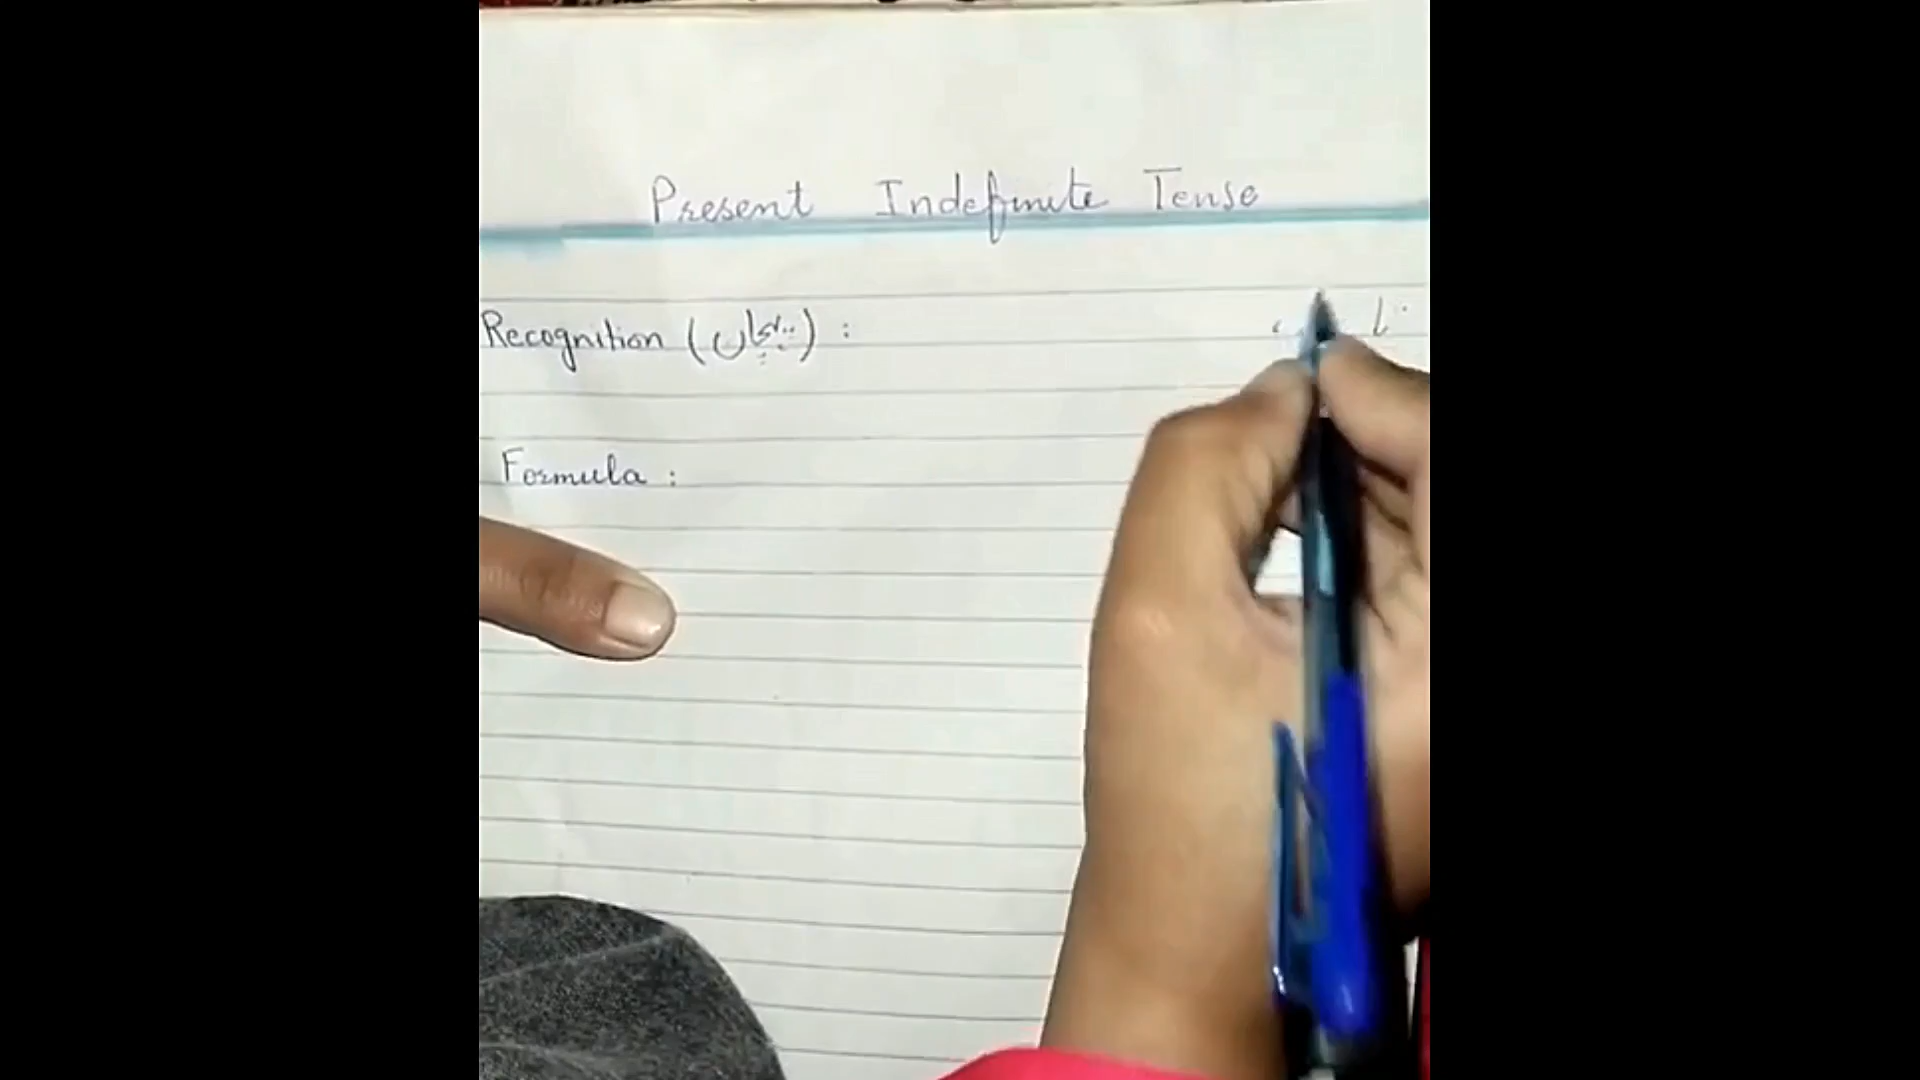 Present Indefinite Tense
Recognition (پہچان) :
Formula :